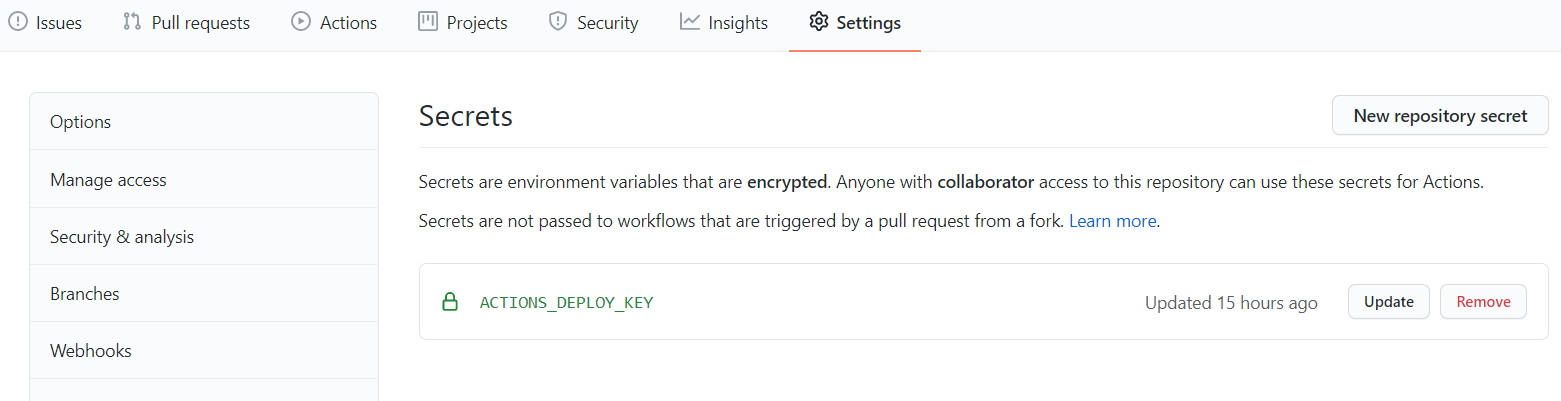 Issues Pull requests Actions Projects Security Insights Settings
Options
Manage access
Security & analysis
Branches
Webhooks
Secrets
New repository secret
Secrets are environment variables that are encrypted. Anyone with collaborator access to this repository can use these secrets for Actions.
Secrets are not passed to workflows that are triggered by a pull request from a fork. Learn more.
ACTIONS_DEPLOY_KEY Updated 15 hours ago Update Remove